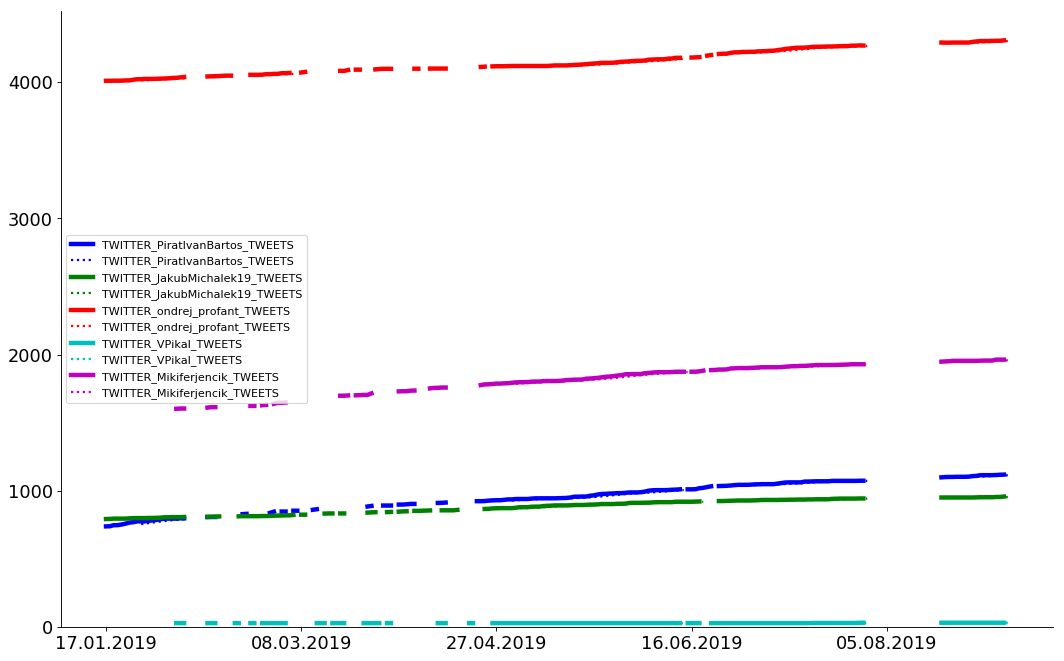 4000
3000
2000
1000
0
TWITTER_PiratIvanBartos_TWEETS
TWITTER_PiratIvanBartos_TWEETS
TWITTER_JakubMichalek19_TWEETS
TWITTER_JakubMichalek19_TWEETS
TWITTER_ondrej_profant_TWEETS
TWITTER_ondrej_profant_TWEETS
TWITTER_VPikal_TWEETS
TWITTER_VPikal_TWEETS
TWITTER_Mikiferjencik_TWEETS
TWITTER_Mikiferjencik_TWEETS
17.01.2019 08.03.2019 27.04.2019 16.06.2019 05.08.2019